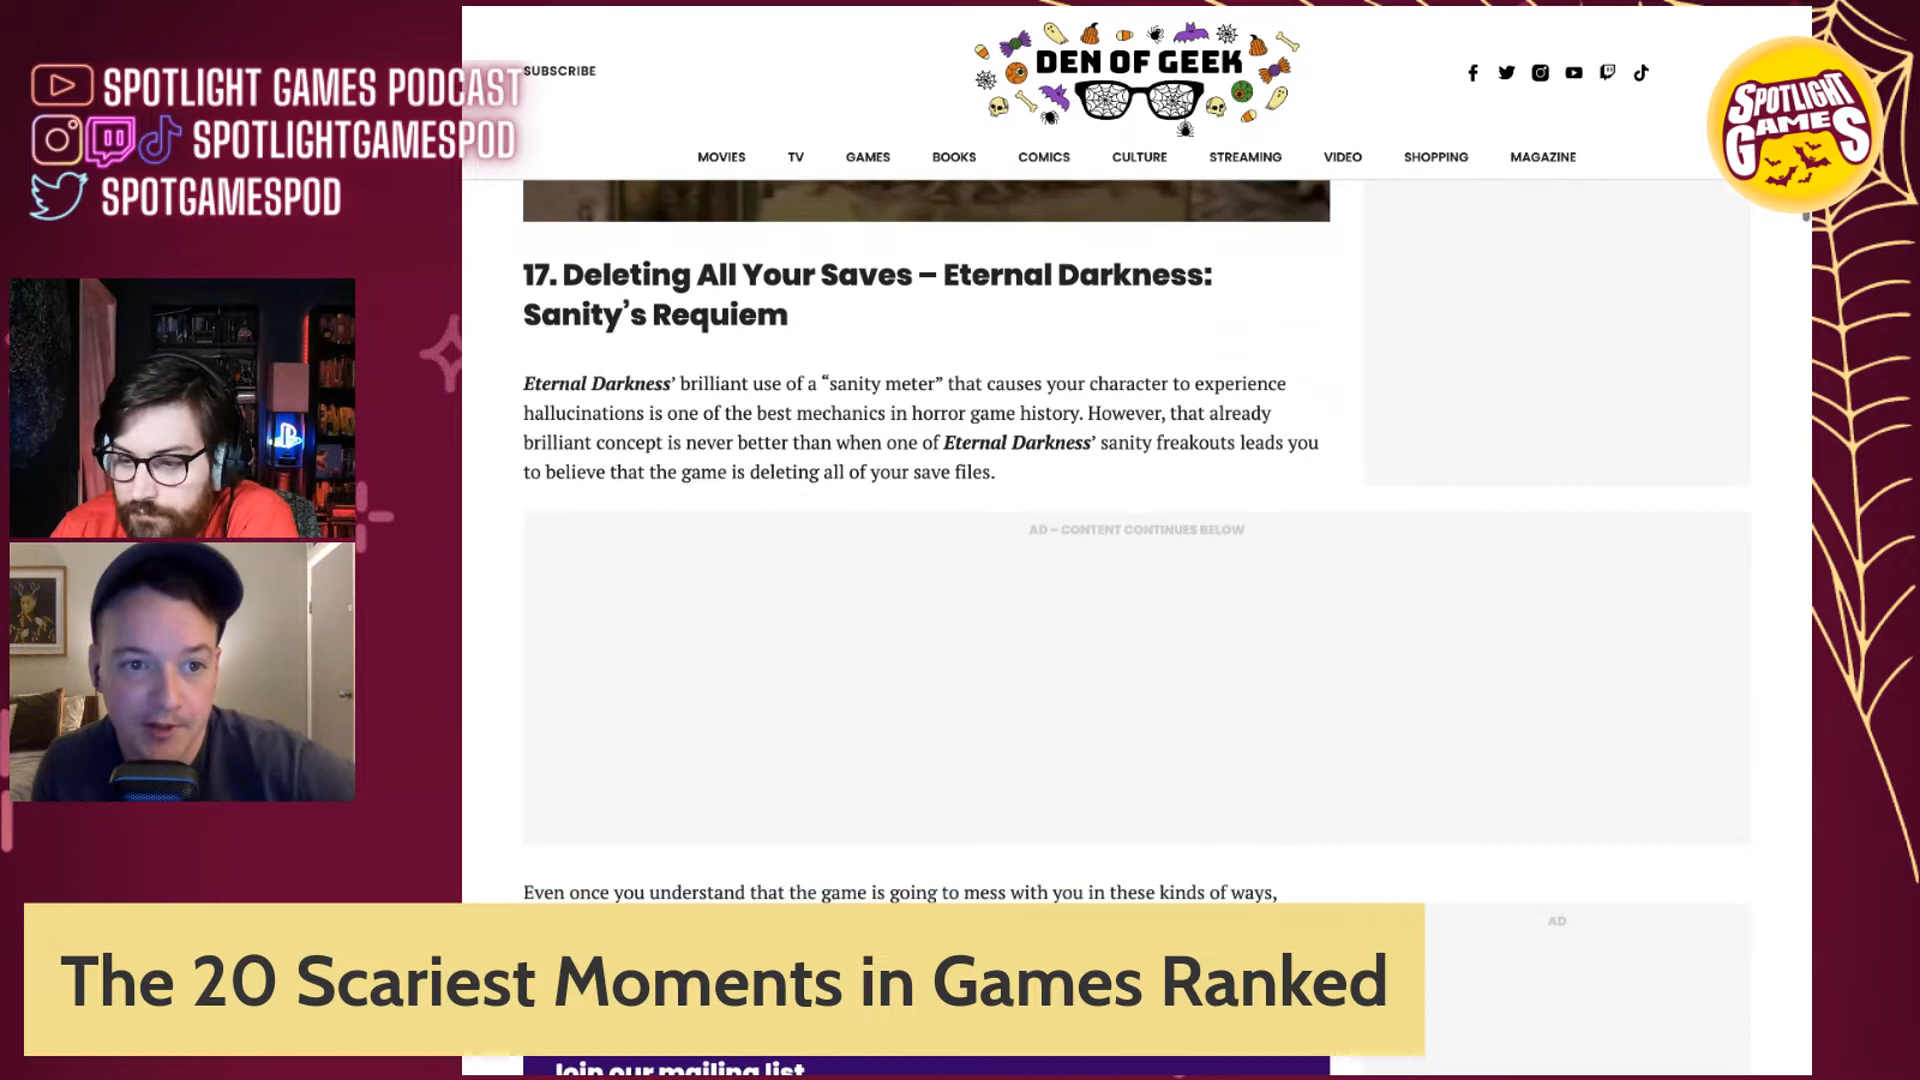 SPOTLIGHT GAMES PODCAST
SPOTLIGHTGAMESPOD
SPOTGAMESPOD
SUBSCRIBE
DEN OF GEEK
SPOTLIGHT
GAMES
MOVIES TV GAMES BOOKS COMICS CULTURE STREAMING VIDEO SHOPPING MAGAZINE
17. Deleting All Your Saves – Eternal Darkness:
Sanity’s Requiem
Eternal Darkness’ brilliant use of a “sanity meter” that causes your character to experience
hallucinations is one of the best mechanics in horror game history. However, that already
brilliant concept is never better than when one of Eternal Darkness’ sanity freakouts leads you
to believe that the game is deleting all of your save files.
AD – CONTENT CONTINUES BELOW
Even once you understand that the game is going to mess with you in these kinds of ways,
AD
The 20 Scariest Moments in Games Ranked
Join our mailing list